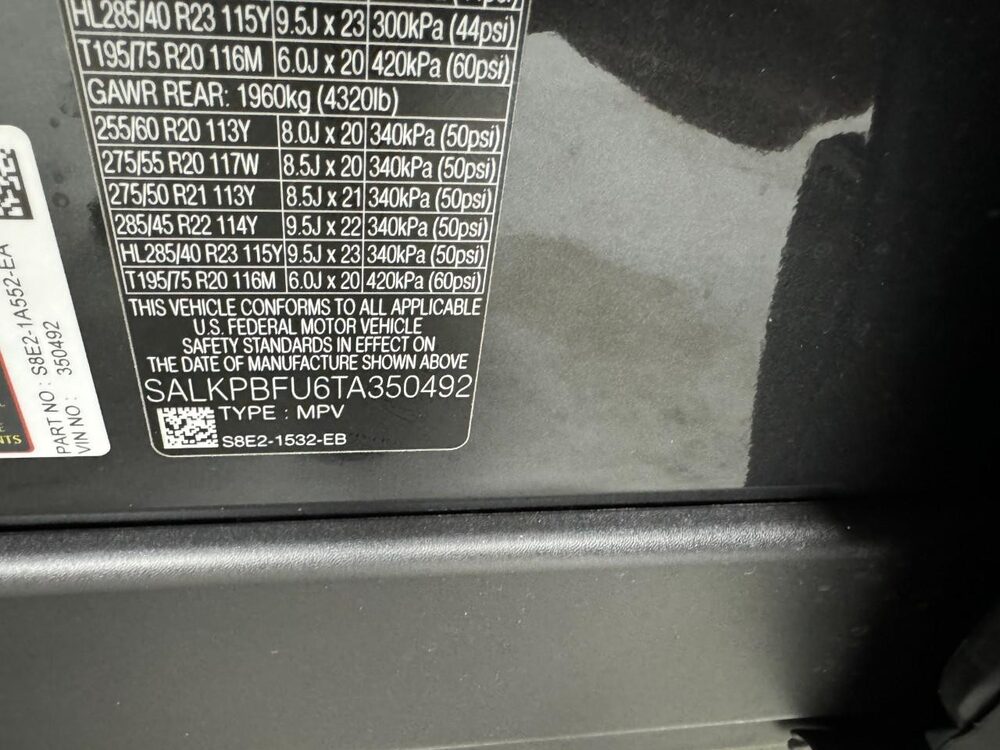 HL285/40 R23 115Y 9.5J x 23 300kPa (44psi)
T195/75 R20 116M 6.0J x 20 420kPa (60psi)
GAWR REAR: 1960kg (4320lb)
255/60 R20 113Y 8.0J x 20 340kPa (50psi)
275/55 R20 117W 8.5J x 20 340kPa (50psi)
275/50 R21 113Y 8.5J x 21 340kPa (50psi)
285/45 R22 114Y 9.5J x 22 340kPa (50psi)
HL285/40 R23 115Y 9.5J x 23 340kPa (50psi)
T195/75 R20 116M 6.0J x 20 420kPa (60psi)
THIS VEHICLE CONFORMS TO ALL APPLICABLE
U.S. FEDERAL MOTOR VEHICLE
SAFETY STANDARDS IN EFFECT ON
THE DATE OF MANUFACTURE SHOWN ABOVE
SALKPBFU6TA350492
TYPE : MPV
S8E2-1532-EB
PART NO : S8E2-1A552-EA
VIN NO : 350492